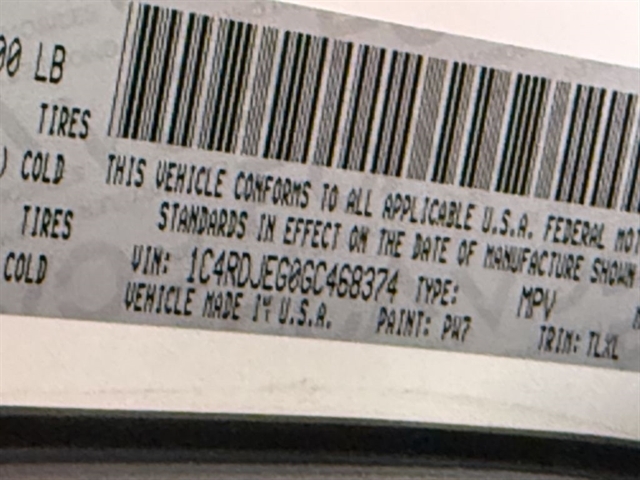 00 LB
TIRES
) COLD
TIRES
COLD
THIS VEHICLE CONFORMS TO ALL APPLICABLE U.S.A. FEDERAL MOT
STANDARDS IN EFFECT ON THE DATE OF MANUFACTURE SHOWN
VIN: 1C4RDJEG0GC468374 TYPE: MPV
VEHICLE MADE IN U.S.A. PAINT: PW7 TRIM: TLXL